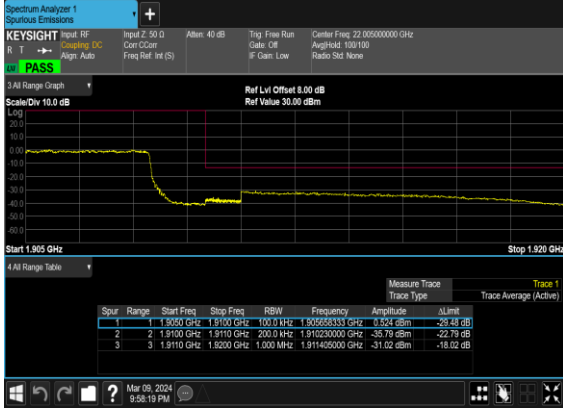 Spectrum Analyzer 1
Spurious Emissions
+
KEYSIGHT Input: RF Input Z: 50 Ω Atten: 40 dB Trig: Free Run Center Freq: 22.005000000 GHz
R T Coupling: DC Corr CCorr Gate: Off Avg|Hold: 100/100
Align: Auto Freq Ref: Int (S) IF Gain: Low Radio Std: None
PASS
3 All Range Graph Ref Lvl Offset 8.00 dB
Scale/Div 10.0 dB Ref Value 30.00 dBm
Log
20.0
10.0
0.00
-10.0
-20.0
-30.0
-40.0
-50.0
-60.0
Start 1.905 GHz Stop 1.920 GHz
4 All Range Table
Measure Trace Trace 1
Trace Type Trace Average (Active)
Spur Range Start Freq Stop Freq RBW Frequency Amplitude ΔLimit
1 1 1.9050 GHz 1.9100 GHz 100.0 kHz 1.905658333 GHz 0.524 dBm -29.48 dB
2 2 1.9100 GHz 1.9110 GHz 200.0 kHz 1.910230000 GHz -35.79 dBm -22.79 dB
3 3 1.9110 GHz 1.9200 GHz 1.000 MHz 1.911405000 GHz -31.02 dBm -18.02 dB
? Mar 09, 2024
9:58:19 PM